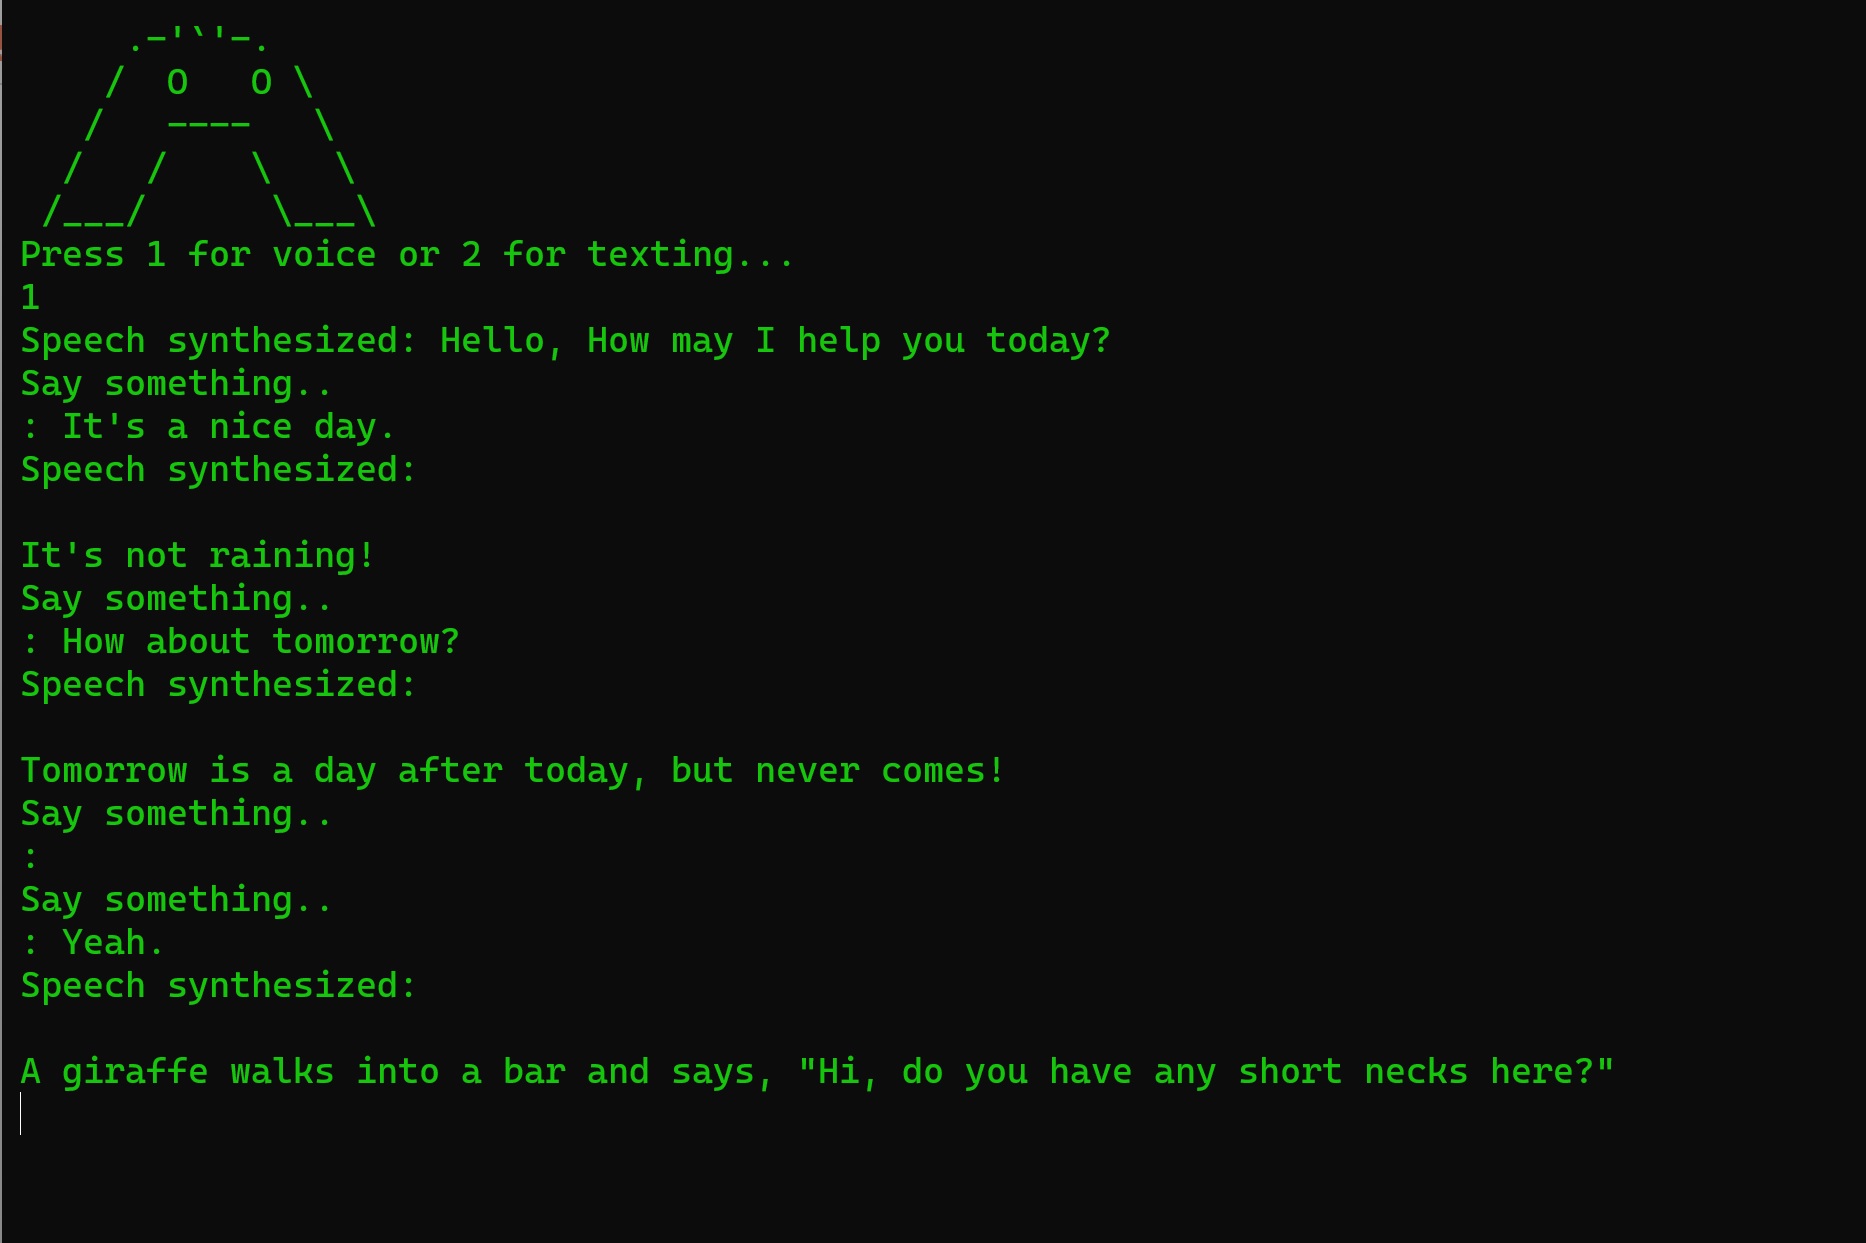 .-'`'-.
    /  O   O \
   /   ----   \
  /   /    \   \
 /___/      \___\
Press 1 for voice or 2 for texting...
1
Speech synthesized: Hello, How may I help you today?
Say something..
: It's a nice day.
Speech synthesized:
It's not raining!
Say something..
: How about tomorrow?
Speech synthesized:
Tomorrow is a day after today, but never comes!
Say something..
:
Say something..
: Yeah.
Speech synthesized:
A giraffe walks into a bar and says, "Hi, do you have any short necks here?"